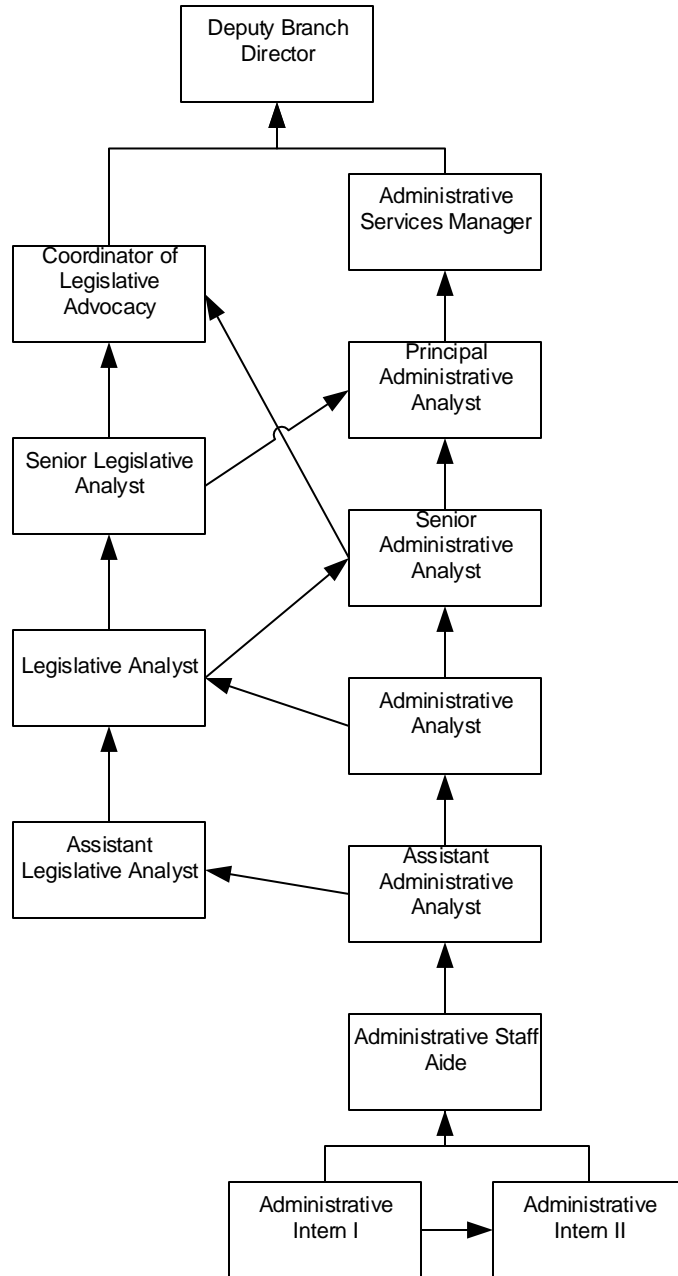 Deputy Branch
Director
Administrative
Services Manager
Coordinator of
Legislative
Advocacy
Principal
Administrative
Analyst
Senior Legislative
Analyst
Senior
Administrative
Analyst
Legislative Analyst
Administrative
Analyst
Assistant
Legislative Analyst
Assistant
Administrative
Analyst
Administrative Staff
Aide
Administrative
Intern I
Administrative
Intern II